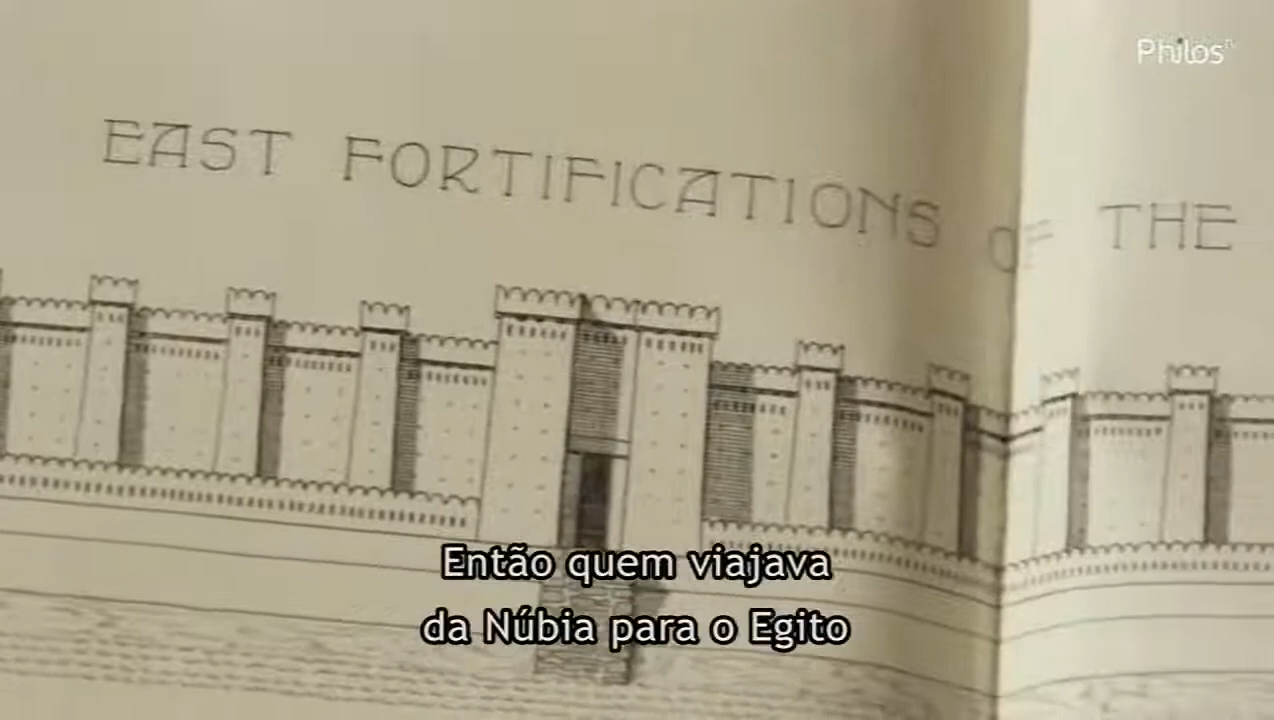 Philos
EAST FORTIFICATIONS OF THE
Então quem viajava
da Núbia para o Egito